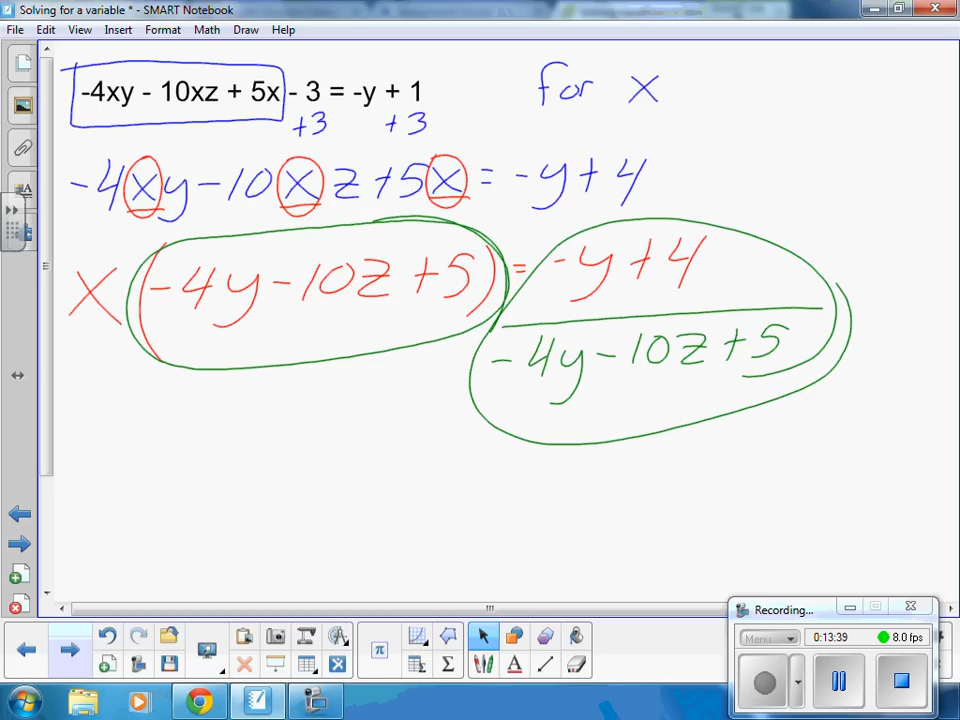 Solving for a variable * - SMART Notebook
File Edit View Insert Format Math Draw Help
-4xy - 10xz + 5x - 3 = -y + 1 for x
+3 +3
-4xy-10xz+5x=-y+4
x(-4y-10z+5)=-y+4
-4y-10z+5
Recording...
Menu 0:13:39 8.0 fps